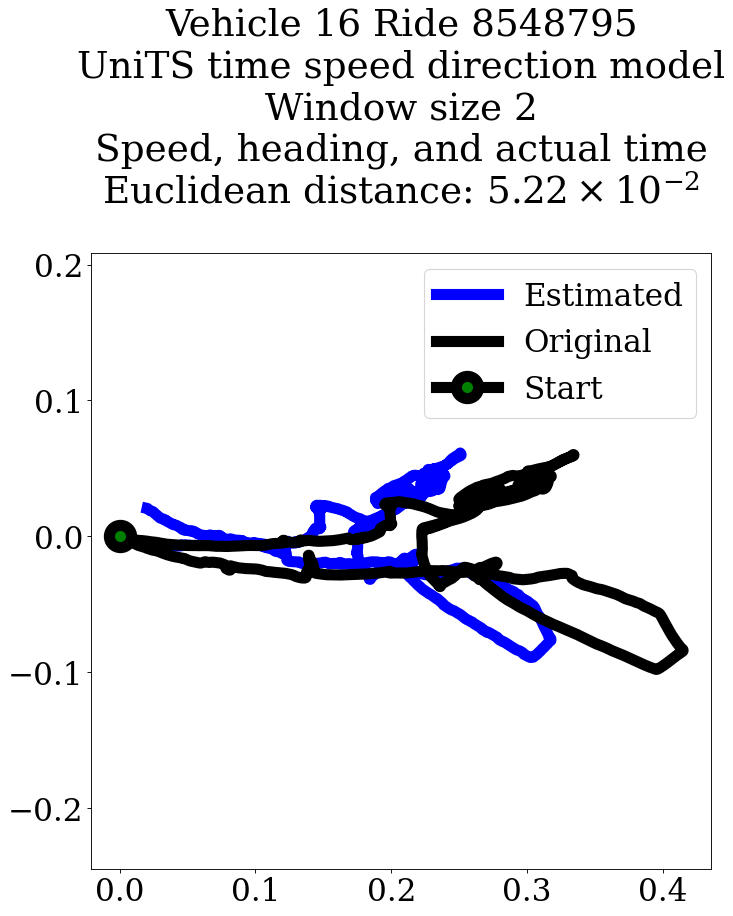 Vehicle 16 Ride 8548795
UniTS time speed direction model
Window size 2
Speed, heading, and actual time
Euclidean distance: 5.22 × 10⁻²
Estimated
Original
Start
0.2
0.1
0.0
−0.1
−0.2
0.0 0.1 0.2 0.3 0.4